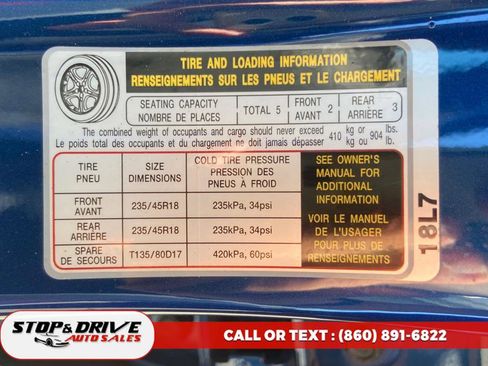 TIRE AND LOADING INFORMATION
RENSEIGNEMENTS SUR LES PNEUS ET LE CHARGEMENT
SEATING CAPACITY
NOMBRE DE PLACES
TOTAL 5
FRONT
AVANT
2
REAR
ARRIÈRE
3
The combined weight of occupants and cargo should never exceed
Le poids total des occupants et du chargement ne doit jamais dépasser
410 kg or 904 lbs.
kg ou lb.
TIRE
PNEU
SIZE
DIMENSIONS
COLD TIRE PRESSURE
PRESSION DES
PNEUS À FROID
FRONT
AVANT
235/45R18
235kPa, 34psi
REAR
ARRIÈRE
235/45R18
235kPa, 34psi
SPARE
DE SECOURS
T135/80D17
420kPa, 60psi
SEE OWNER'S
MANUAL FOR
ADDITIONAL
INFORMATION
VOIR LE MANUEL
DE L'USAGER
POUR PLUS DE
RENSEIGNEMENTS
18L7
STOP&DRIVE
AUTO SALES
CALL OR TEXT : (860) 891-6822